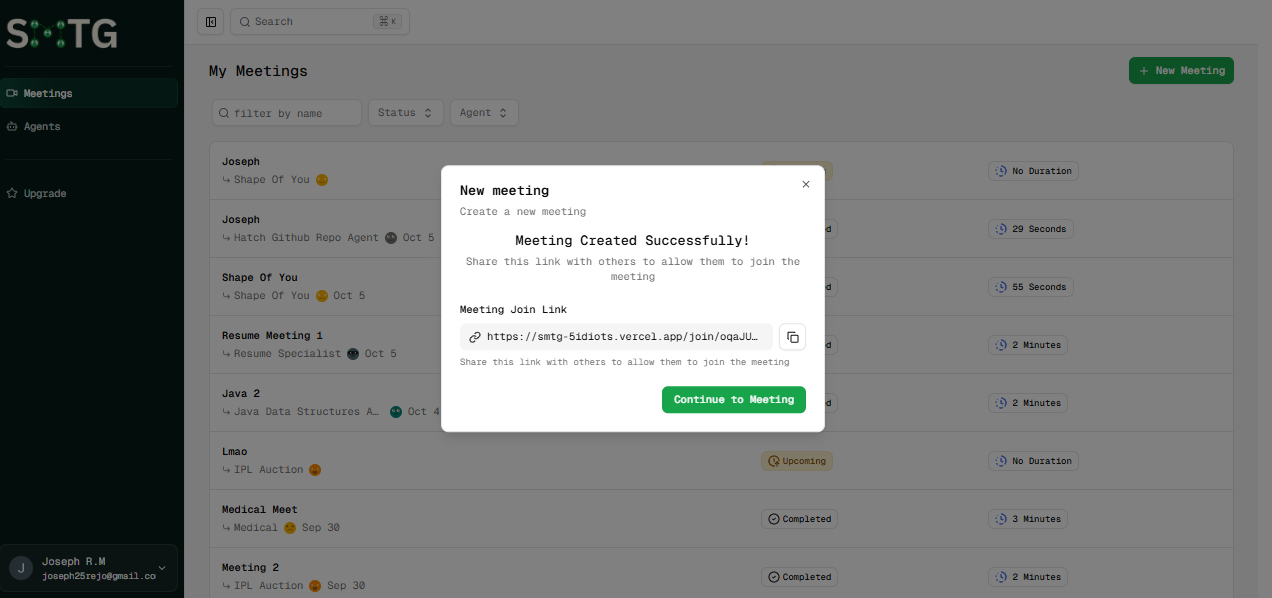 SMTG
Search ⌘ K
Meetings
Agents
Upgrade
My Meetings
+ New Meeting
filter by name Status Agent
Joseph
Shape Of You
No Duration
Joseph
Hatch Github Repo Agent Oct 5
29 Seconds
Shape Of You
Shape Of You Oct 5
55 Seconds
Resume Meeting 1
Resume Specialist Oct 5
2 Minutes
Java 2
Java Data Structures A… Oct 4
2 Minutes
Lmao
IPL Auction
Upcoming No Duration
Medical Meet
Medical Sep 30
Completed 3 Minutes
Meeting 2
IPL Auction Sep 30
Completed 2 Minutes
New meeting
Create a new meeting
Meeting Created Successfully!
Share this link with others to allow them to join the
meeting
Meeting Join Link
https://smtg-5idiots.vercel.app/join/oqaJU…
Share this link with others to allow them to join the meeting
Continue to Meeting
J
Joseph R.M
joseph25rejo@gmail.co